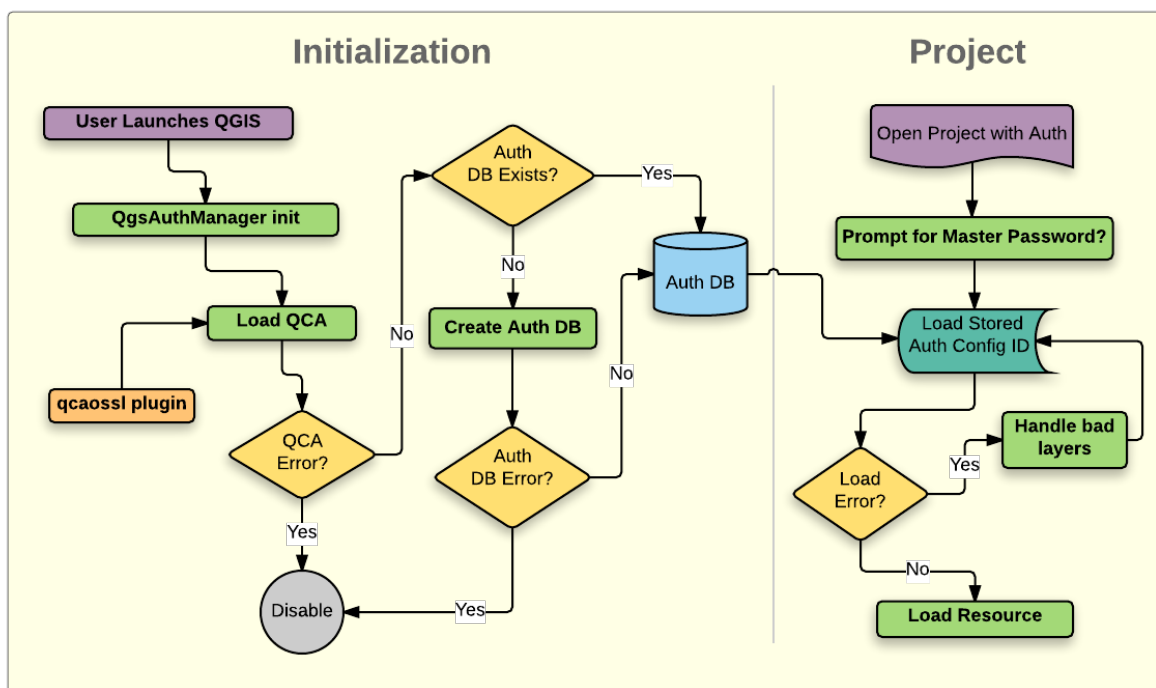 Initialization
User Launches QGIS
QgsAuthManager init
Load QCA
qcaossl plugin
QCA
Error?
Yes
Disable
No
Auth
DB Exists?
Yes
No
Create Auth DB
Auth
DB Error?
Yes
No
Auth DB
Project
Open Project with Auth
Prompt for Master Password?
Load Stored
Auth Config ID
Load
Error?
Yes
Handle bad
layers
No
Load Resource